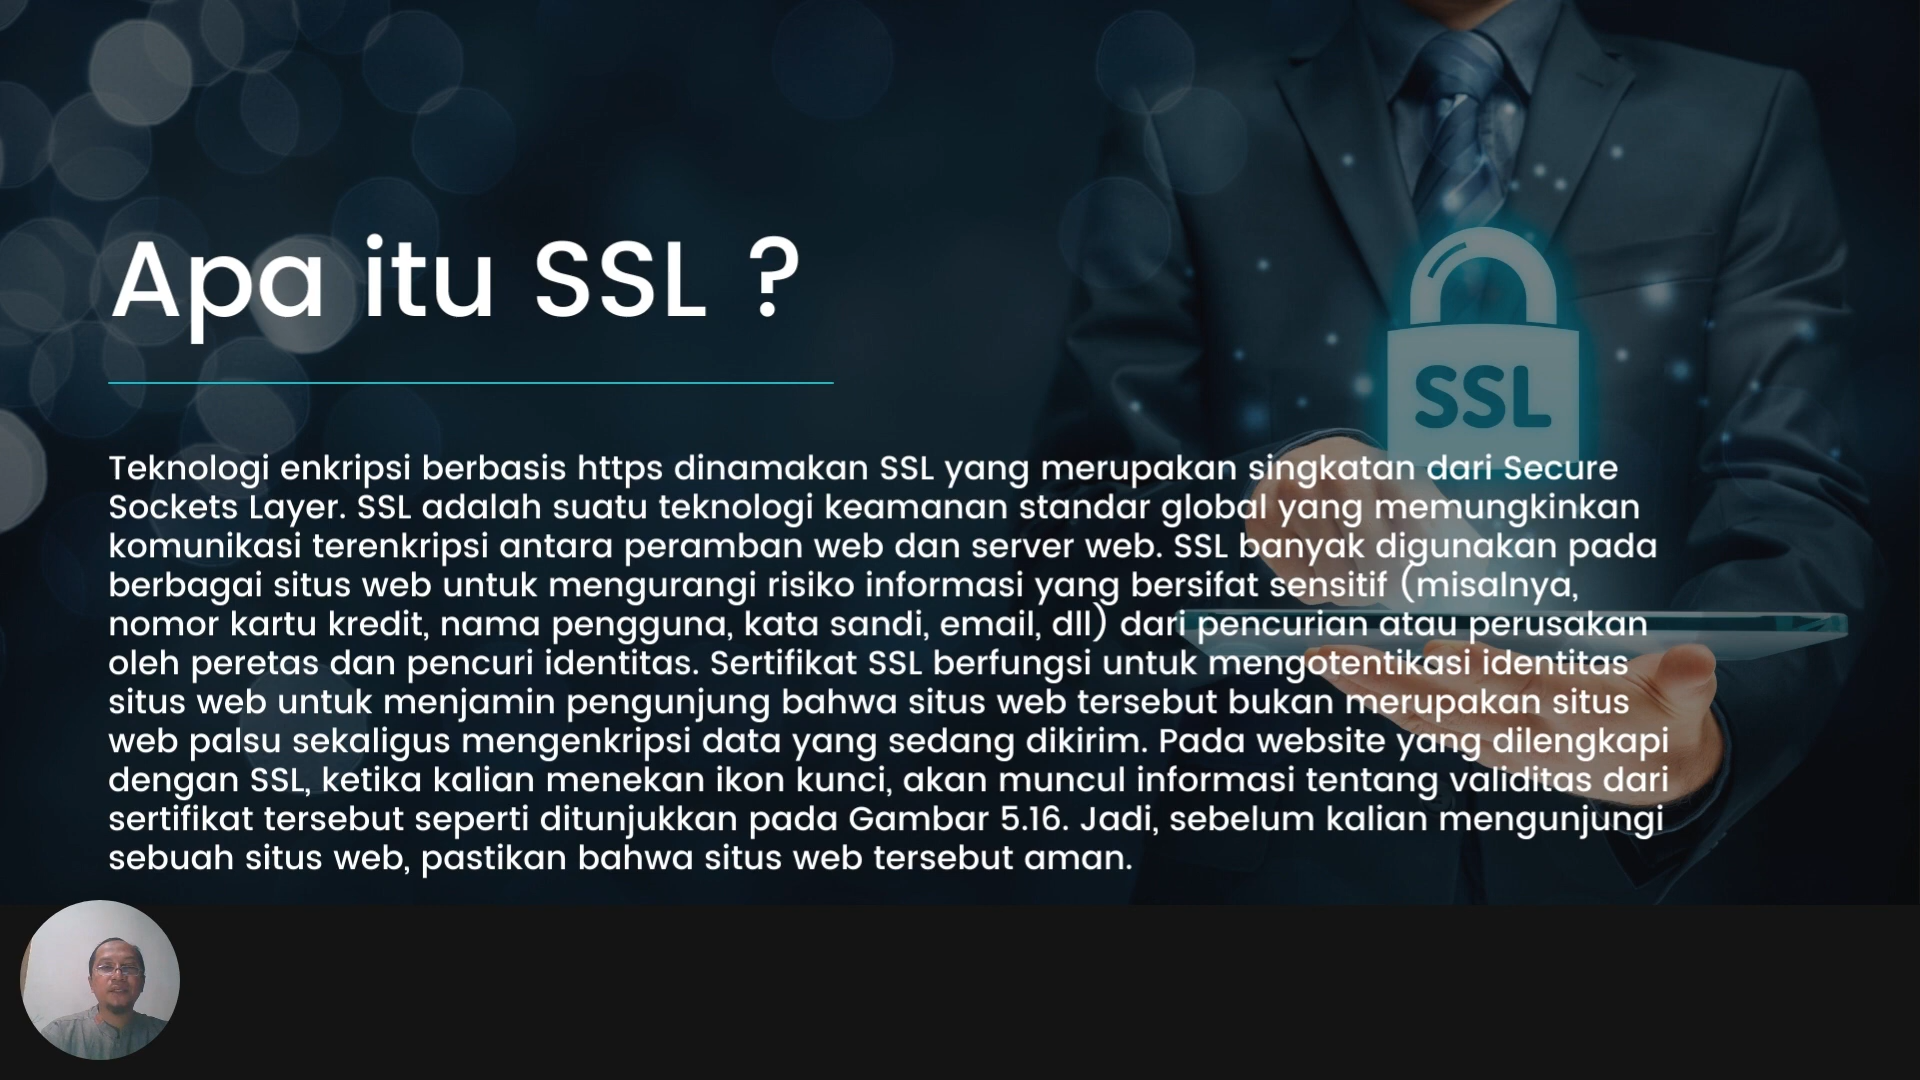 Apa itu SSL ?
SSL
Teknologi enkripsi berbasis https dinamakan SSL yang merupakan singkatan dari Secure
Sockets Layer. SSL adalah suatu teknologi keamanan standar global yang memungkinkan
komunikasi terenkripsi antara peramban web dan server web. SSL banyak digunakan pada
berbagai situs web untuk mengurangi risiko informasi yang bersifat sensitif (misalnya,
nomor kartu kredit, nama pengguna, kata sandi, email, dll) dari pencurian atau perusakan
oleh peretas dan pencuri identitas. Sertifikat SSL berfungsi untuk mengotentikasi identitas
situs web untuk menjamin pengunjung bahwa situs web tersebut bukan merupakan situs
web palsu sekaligus mengenkripsi data yang sedang dikirim. Pada website yang dilengkapi
dengan SSL, ketika kalian menekan ikon kunci, akan muncul informasi tentang validitas dari
sertifikat tersebut seperti ditunjukkan pada Gambar 5.16. Jadi, sebelum kalian mengunjungi
sebuah situs web, pastikan bahwa situs web tersebut aman.